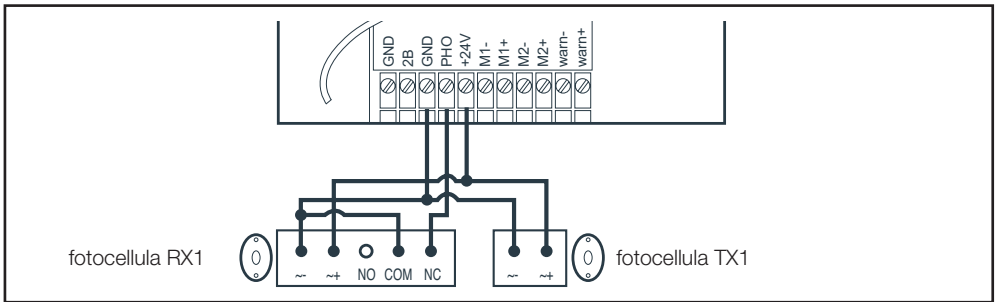 GND 2B GND PHO +24V M1- M1+ M2- M2+ warn- warn+
fotocellula RX1
~- ~+ NO COM NC
~- ~+
fotocellula TX1